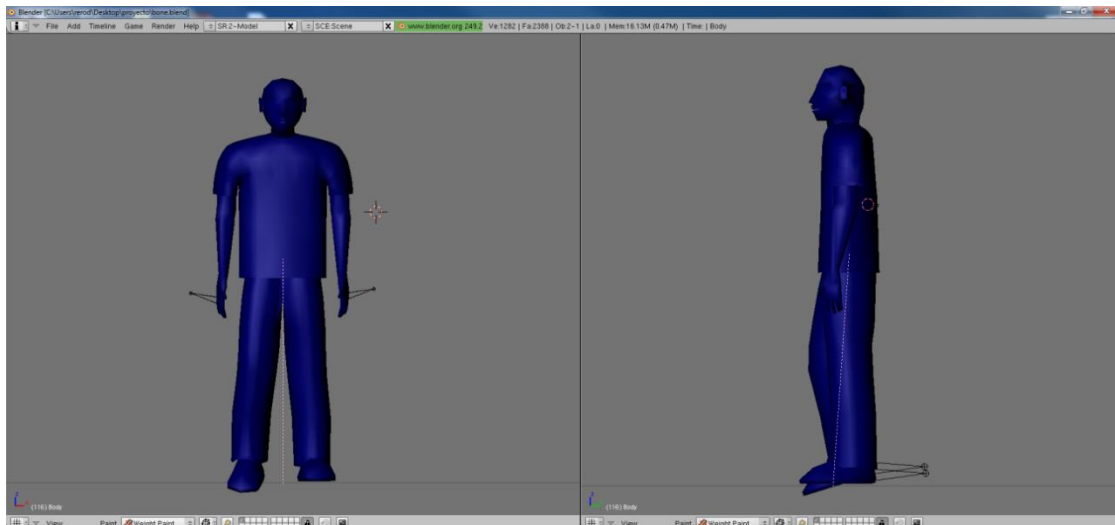 Blender [C:\Users\rerod\Desktop\proyecto\bone.blend]
File Add Timeline Game Render Help SR:2-Model X SCE:Scene X www.blender.org 249.2 Ve:1282 | Fa:2388 | Ob:2-1 | La:0 | Mem:16.13M (0.47M) | Time: | Body
(116) Body
(116) Body
View Paint Weight Paint
View Paint Weight Paint